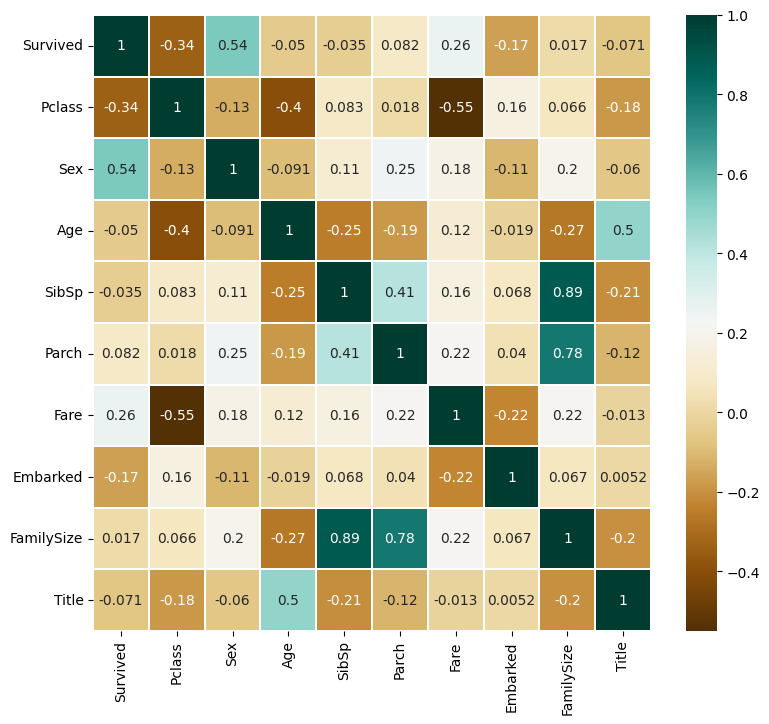 Survived 1 -0.34 0.54 -0.05 -0.035 0.082 0.26 -0.17 0.017 -0.071
Pclass -0.34 1 -0.13 -0.4 0.083 0.018 -0.55 0.16 0.066 -0.18
Sex 0.54 -0.13 1 -0.091 0.11 0.25 0.18 -0.11 0.2 -0.06
Age -0.05 -0.4 -0.091 1 -0.25 -0.19 0.12 -0.019 -0.27 0.5
SibSp -0.035 0.083 0.11 -0.25 1 0.41 0.16 0.068 0.89 -0.21
Parch 0.082 0.018 0.25 -0.19 0.41 1 0.22 0.04 0.78 -0.12
Fare 0.26 -0.55 0.18 0.12 0.16 0.22 1 -0.22 0.22 -0.013
Embarked -0.17 0.16 -0.11 -0.019 0.068 0.04 -0.22 1 0.067 0.0052
FamilySize 0.017 0.066 0.2 -0.27 0.89 0.78 0.22 0.067 1 -0.2
Title -0.071 -0.18 -0.06 0.5 -0.21 -0.12 -0.013 0.0052 -0.2 1
Survived Pclass Sex Age SibSp Parch Fare Embarked FamilySize Title
1.0
0.8
0.6
0.4
0.2
0.0
−0.2
−0.4